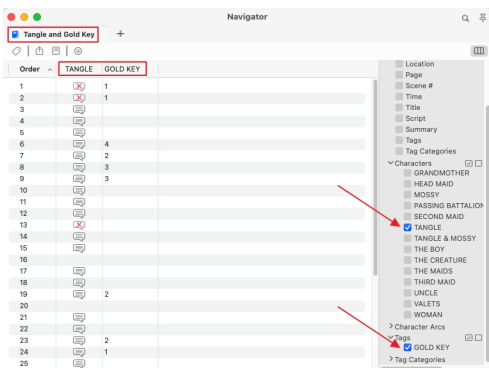 Navigator
Tangle and Gold Key
Order TANGLE GOLD KEY
1 1
2 1
3
4
5
6 4
7 2
8 3
9 3
10
11
12
13
14
15
16
17
18
19 2
20
21
22
23 2
24 1
25
Location
Page
Scene #
Time
Title
Script
Summary
Tags
Tag Categories
Characters
GRANDMOTHER
HEAD MAID
MOSSY
PASSING BATTALION
SECOND MAID
TANGLE
TANGLE & MOSSY
THE BOY
THE CREATURE
THE MAIDS
THIRD MAID
UNCLE
VALETS
WOMAN
Character Arcs
Tags
GOLD KEY
Tag Categories